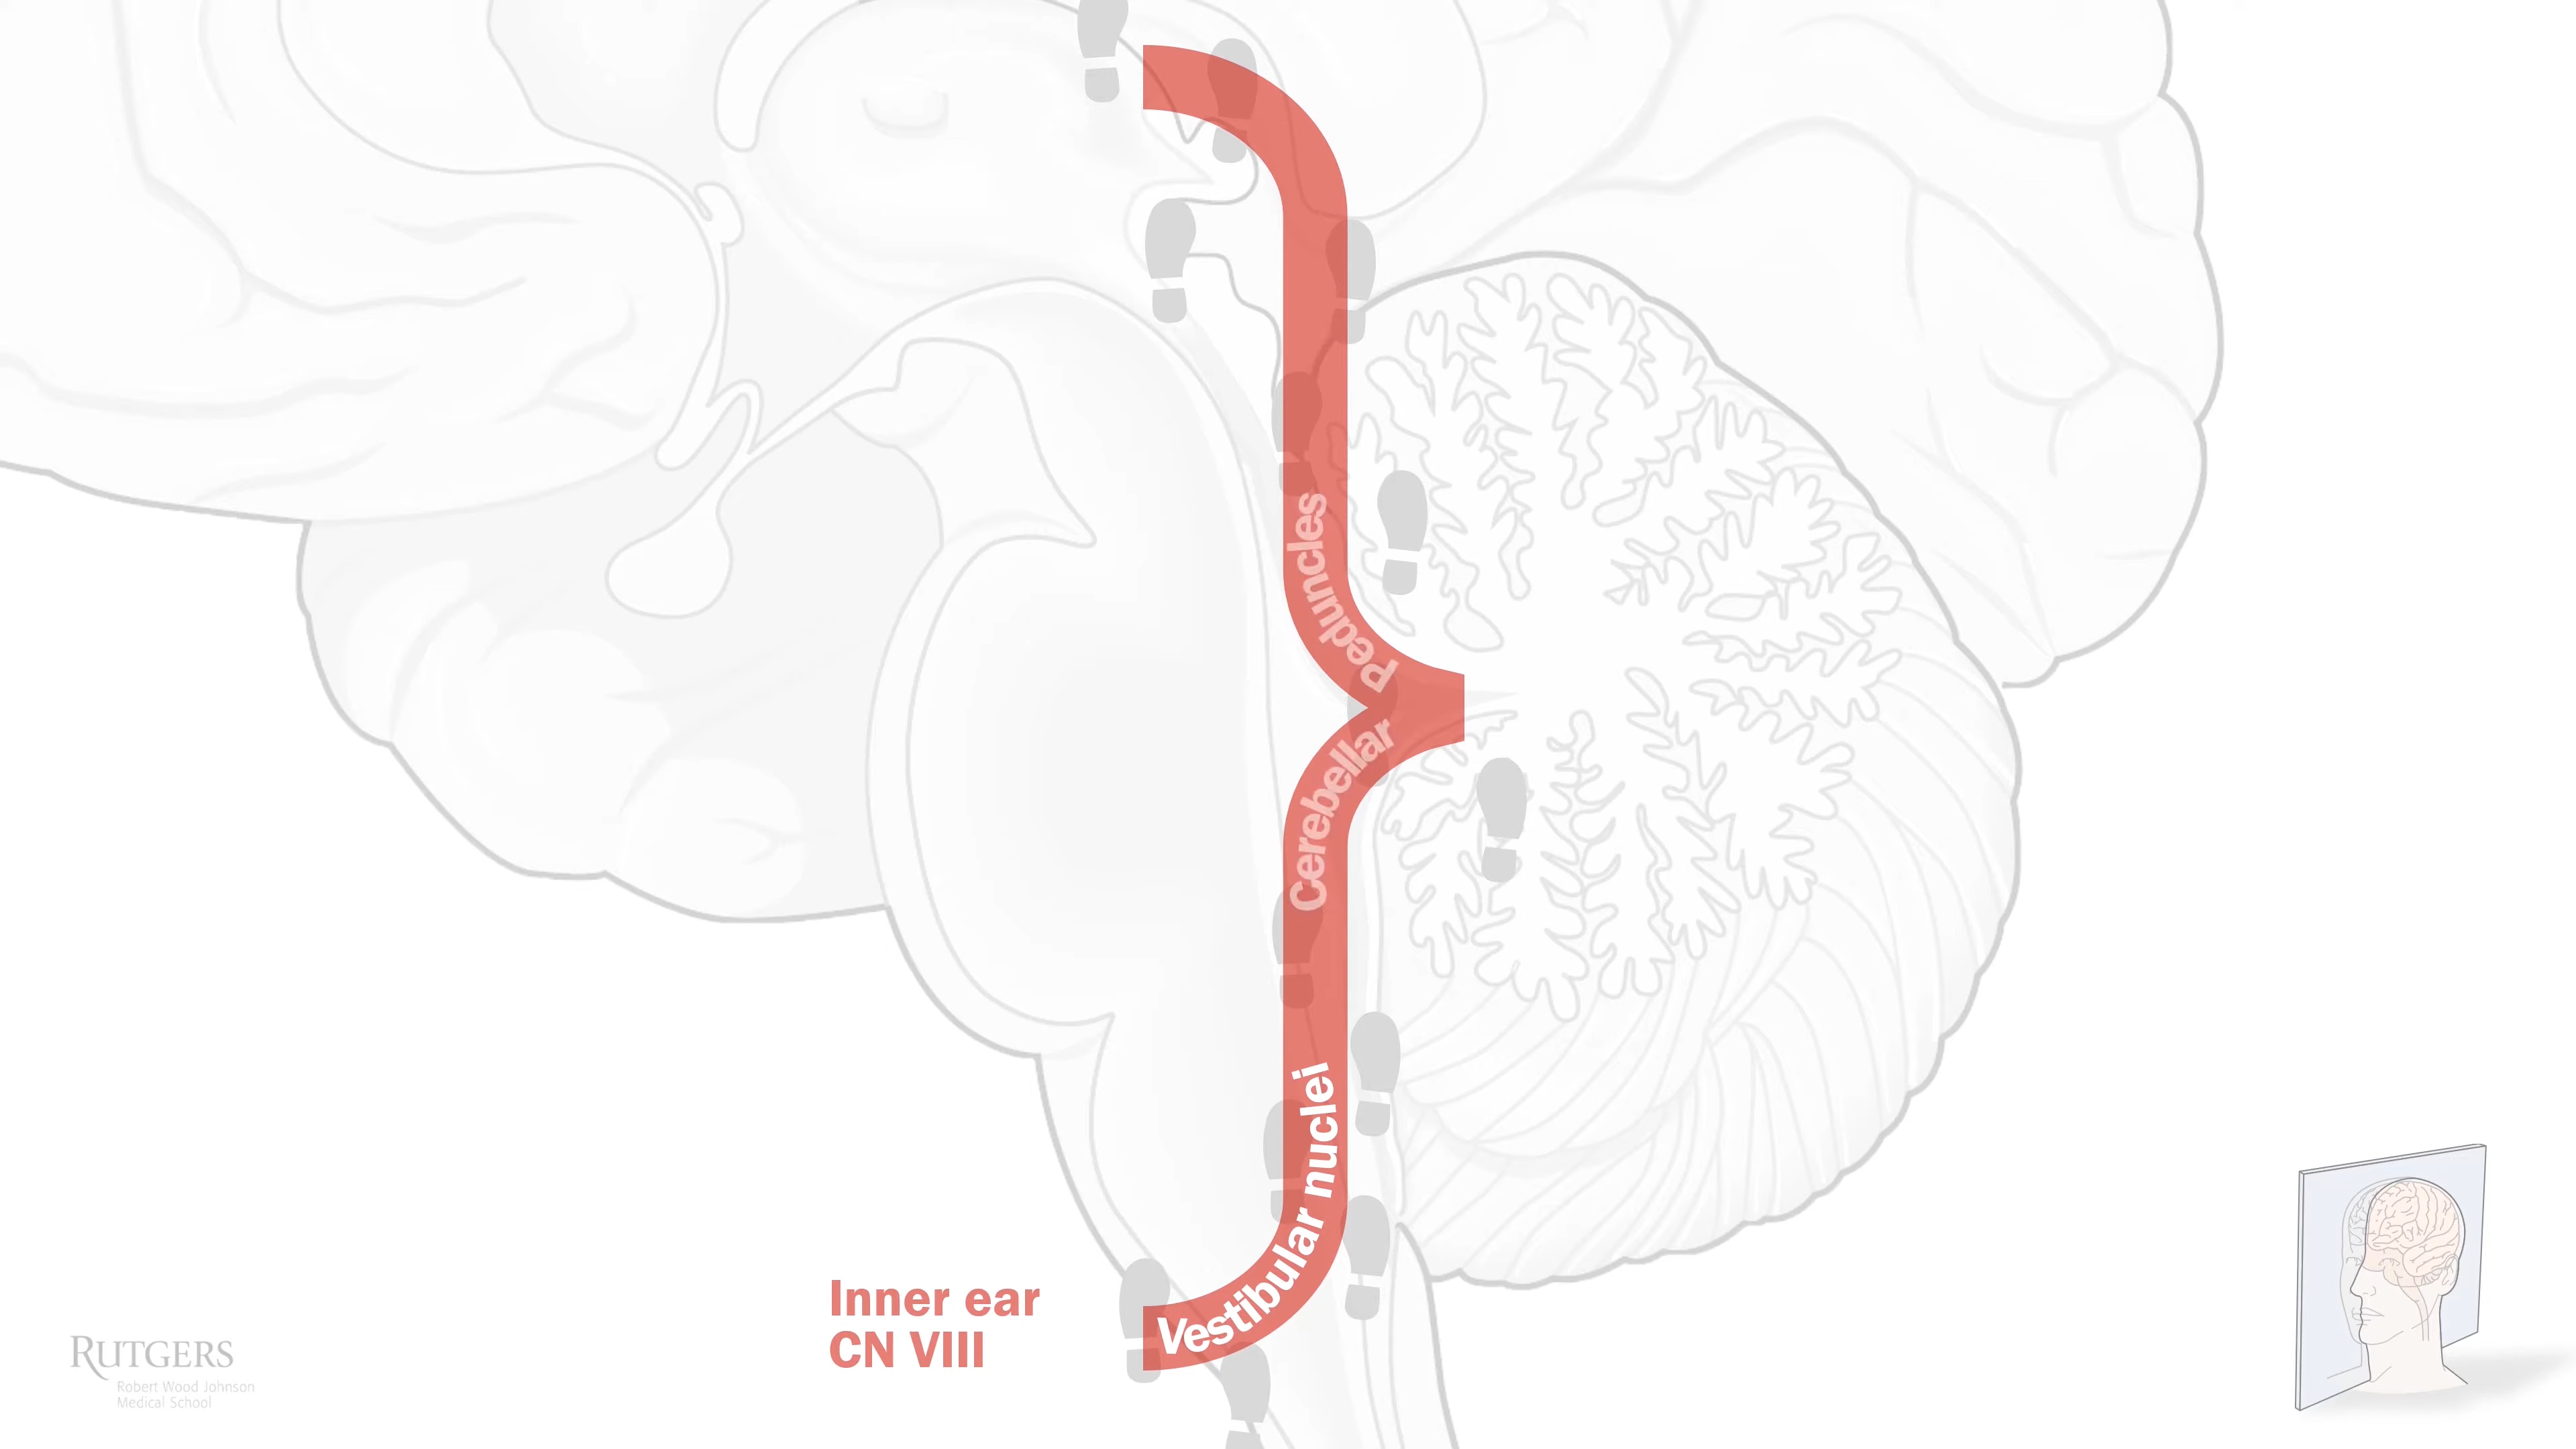 Peduncles
Cerebellar
Vestibular nuclei
Inner ear
CN VIII
RUTGERS
Robert Wood Johnson
Medical School